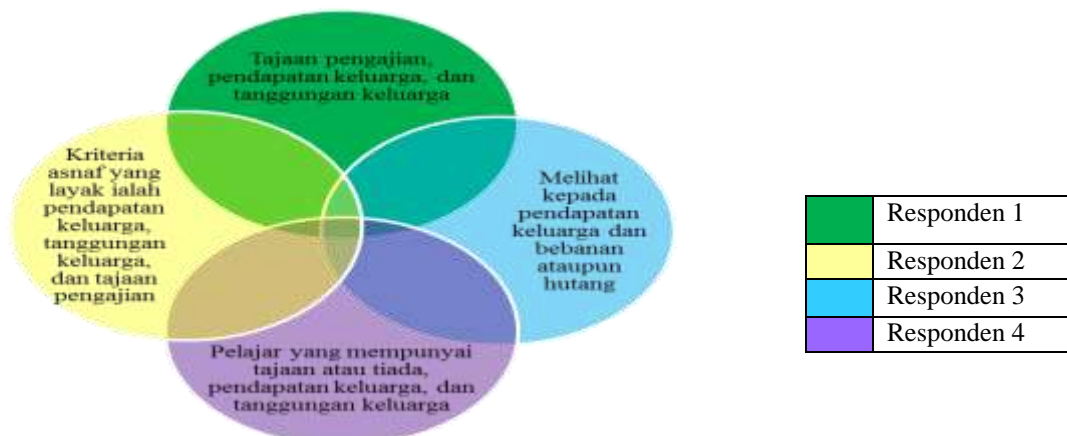 Tajaan pengajian,
pendapatan keluarga, dan
tanggungan keluarga
Kriteria
asnaf yang
layak ialah
pendapatan
keluarga,
tanggungan
keluarga,
dan tajaan
pengajian
Melihat
kepada
pendapatan
keluarga dan
bebanan
ataupun
hutang
Pelajar yang mempunyai
tajaan atau tiada,
pendapatan keluarga, dan
tanggungan keluarga
Responden 1
Responden 2
Responden 3
Responden 4